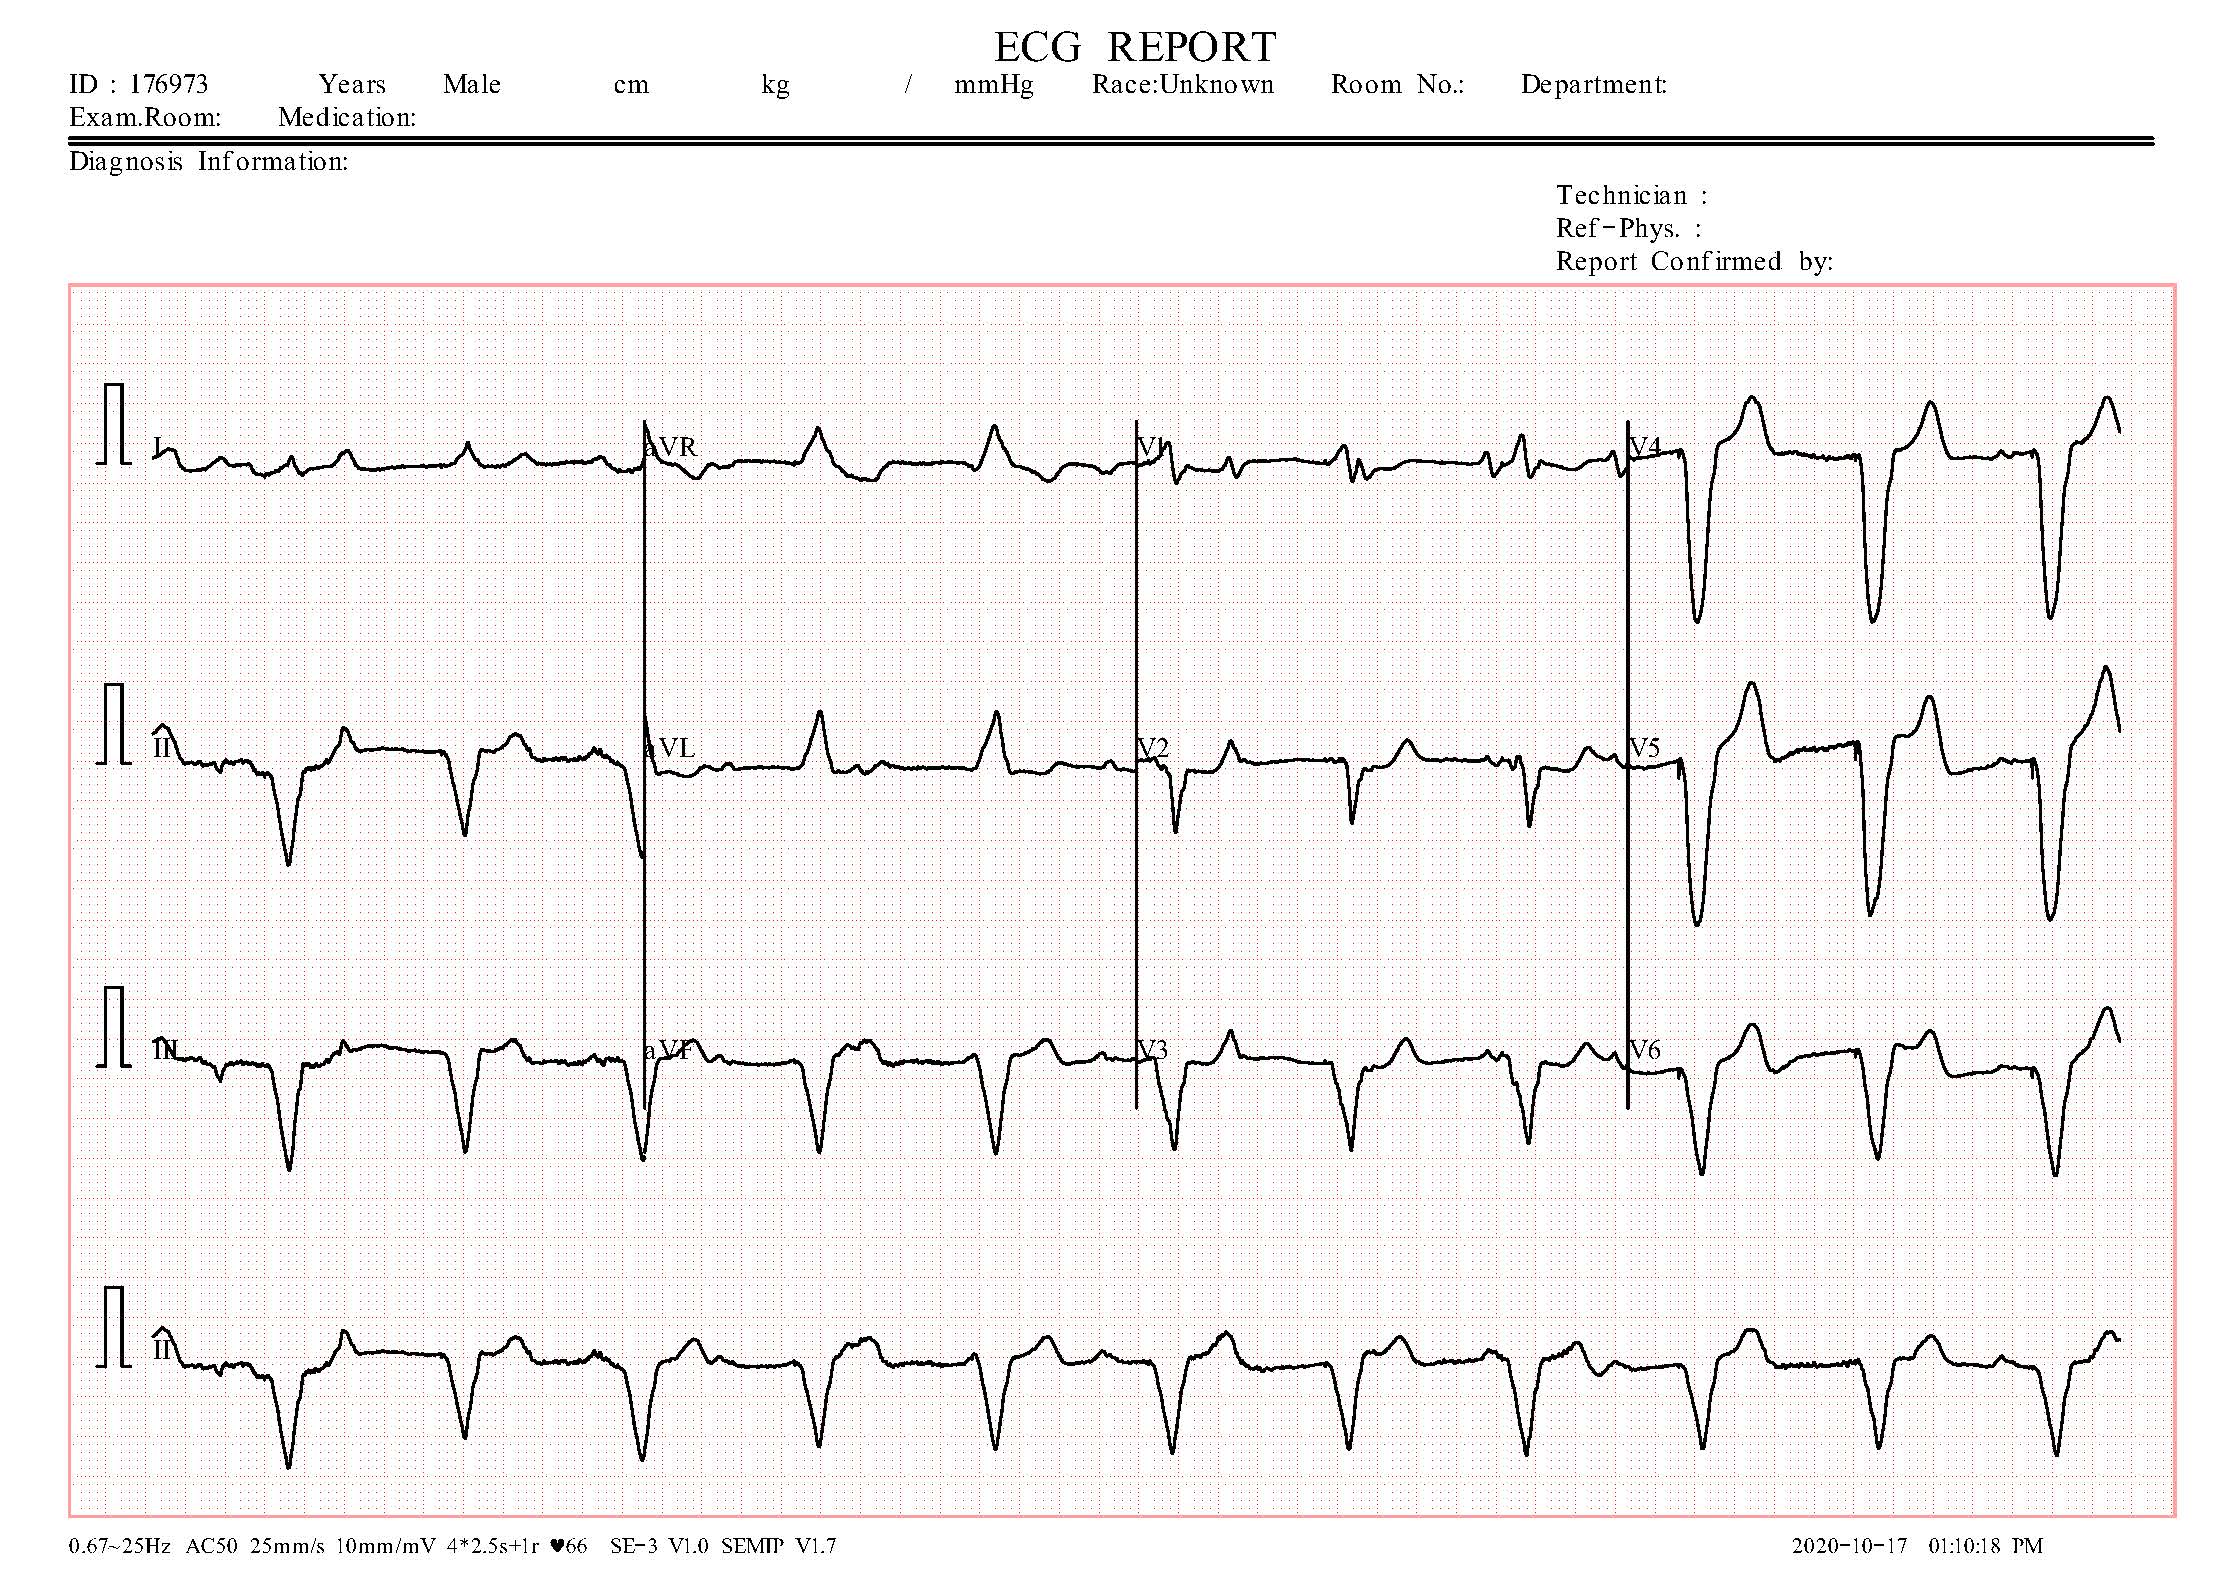 ECG REPORT
ID : 176973 Years Male cm kg / mmHg Race:Unknown Room No.: Department:
Exam.Room: Medication:
Diagnosis Information:
Technician :
Ref-Phys. :
Report Confirmed by:
I aVR V1 V4
II aVL V2 V5
III aVF V3 V6
II
0.67~25Hz AC50 25mm/s 10mm/mV 4*2.5s+1r ♥66 SE-3 V1.0 SEMIP V1.7 2020-10-17 01:10:18 PM